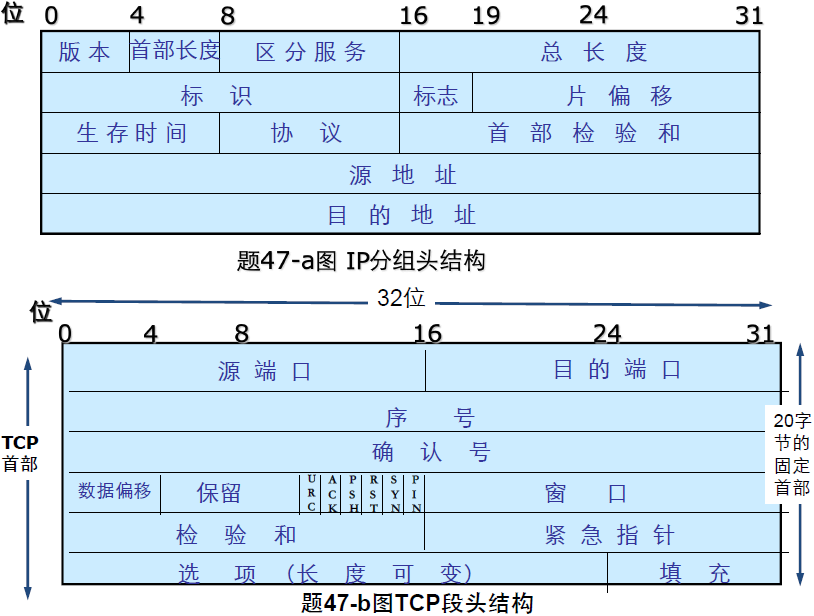 位 0 4 8 16 19 24 31
版 本 首部长度 区 分 服 务 总 长 度
标 识 标志 片 偏 移
生 存 时 间 协 议 首 部 检 验 和
源 地 址
目 的 地 址
题47-a图 IP分组头结构
32位
位 0 4 8 16 24 31
源 端 口 目 的 端 口
序 号
确 认 号
TCP
首部
20字
节的
固定
首部
数据偏移 保留 URC ACK PSH RST SYN PIN 窗 口
检 验 和 紧 急 指 针
选 项 (长 度 可 变) 填 充
题47-b图TCP段头结构